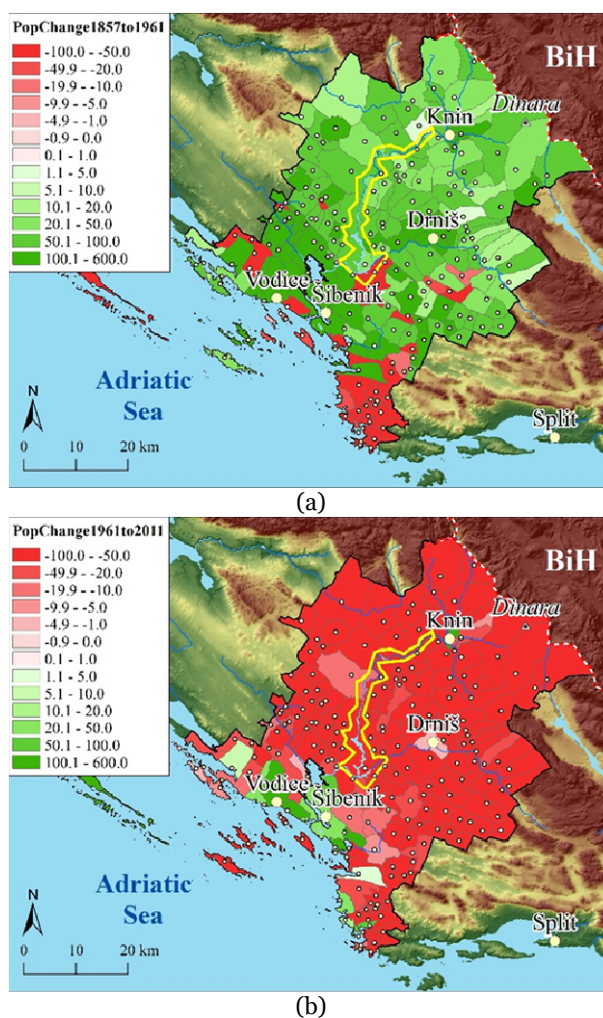 PopChange1857to1961
-100.0 - -50.0
-49.9 - -20.0
-19.9 - -10.0
-9.9 - -5.0
-4.9 - -1.0
-0.9 - 0.0
0.1 - 1.0
1.1 - 5.0
5.1 - 10.0
10.1 - 20.0
20.1 - 50.0
50.1 - 100.0
100.1 - 600.0
BiH
Dinara
Knin
Drniš
Vodice
Šibenik
Adriatic
Sea
Split
N
0 10 20 km
(a)
PopChange1961to2011
-100.0 - -50.0
-49.9 - -20.0
-19.9 - -10.0
-9.9 - -5.0
-4.9 - -1.0
-0.9 - 0.0
0.1 - 1.0
1.1 - 5.0
5.1 - 10.0
10.1 - 20.0
20.1 - 50.0
50.1 - 100.0
100.1 - 600.0
BiH
Dinara
Knin
Drniš
Vodice
Šibenik
Adriatic
Sea
Split
N
0 10 20 km
(b)